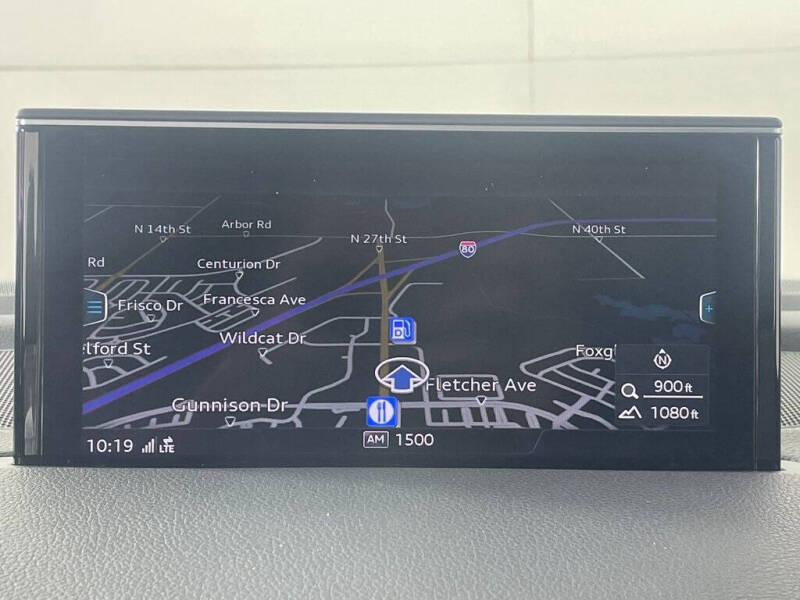 N 14th St
Arbor Rd
N 27th St
N 40th St
80
Rd
Centurion Dr
Frisco Dr
Francesca Ave
Wildcat Dr
lford St
D
Foxgl
N
Fletcher Ave
900 ft
Gunnison Dr
1080 ft
10:19
LTE
AM 1500